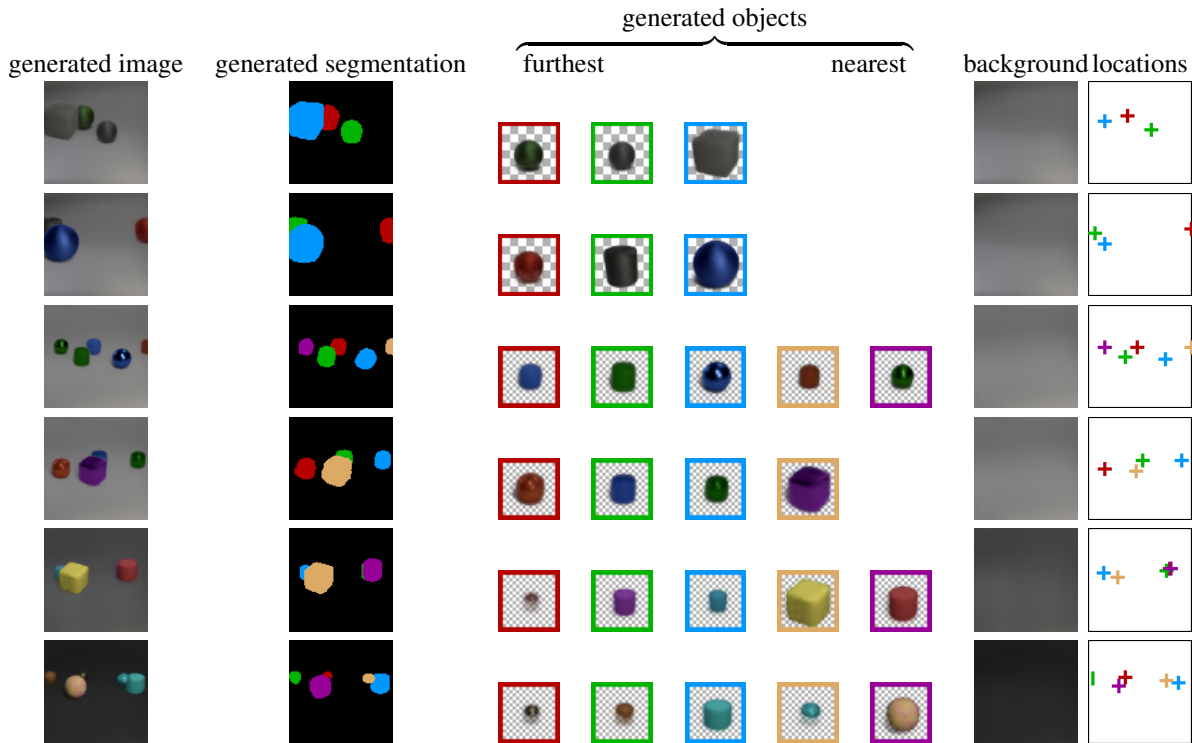 generated objects
generated image generated segmentation furthest nearest background locations